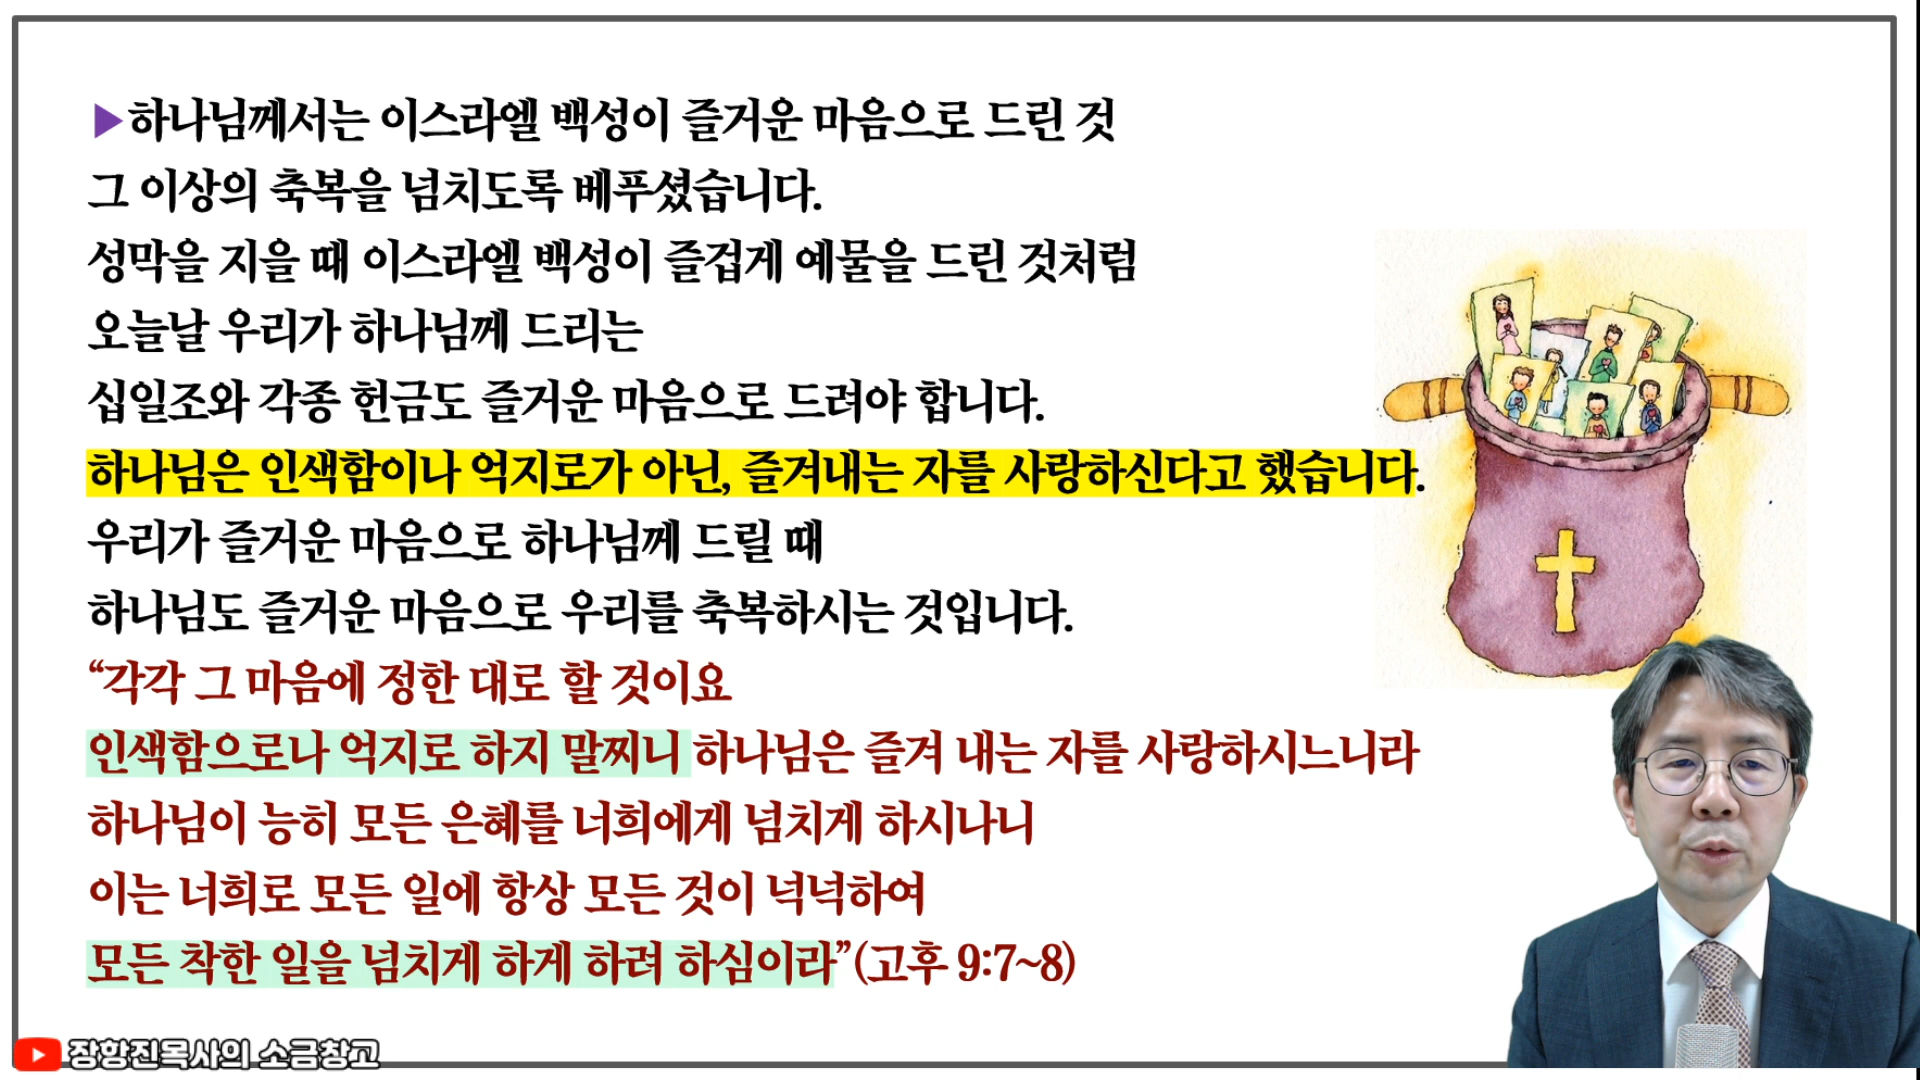 ▶하나님께서는 이스라엘 백성이 즐거운 마음으로 드린 것
그 이상의 축복을 넘치도록 베푸셨습니다.
성막을 지을 때 이스라엘 백성이 즐겁게 예물을 드린 것처럼
오늘날 우리가 하나님께 드리는
십일조와 각종 헌금도 즐거운 마음으로 드려야 합니다.
하나님은 인색함이나 억지로가 아닌, 즐겨내는 자를 사랑하신다고 했습니다.
우리가 즐거운 마음으로 하나님께 드릴 때
하나님도 즐거운 마음으로 우리를 축복하시는 것입니다.
“각각 그 마음에 정한 대로 할 것이요
인색함으로나 억지로 하지 말찌니 하나님은 즐겨 내는 자를 사랑하시느니라
하나님이 능히 모든 은혜를 너희에게 넘치게 하시나니
이는 너희로 모든 일에 항상 모든 것이 넉넉하여
모든 착한 일을 넘치게 하게 하려 하심이라”(고후 9:7~8)
장항진목사의 소금창고